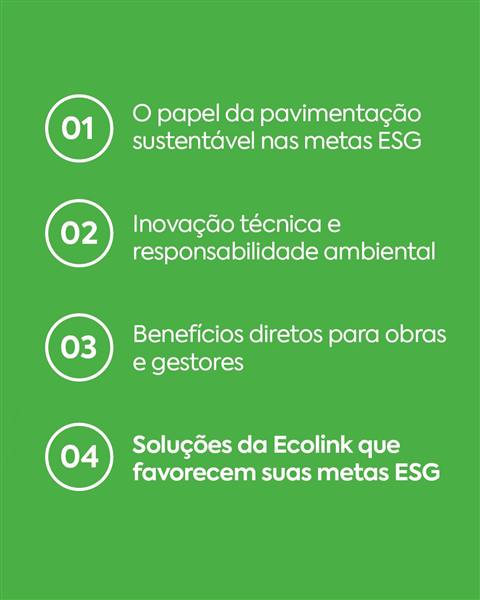 01
O papel da pavimentação
sustentável nas metas ESG
02
Inovação técnica e
responsabilidade ambiental
03
Benefícios diretos para obras
e gestores
04
Soluções da Ecolink que
favorecem suas metas ESG